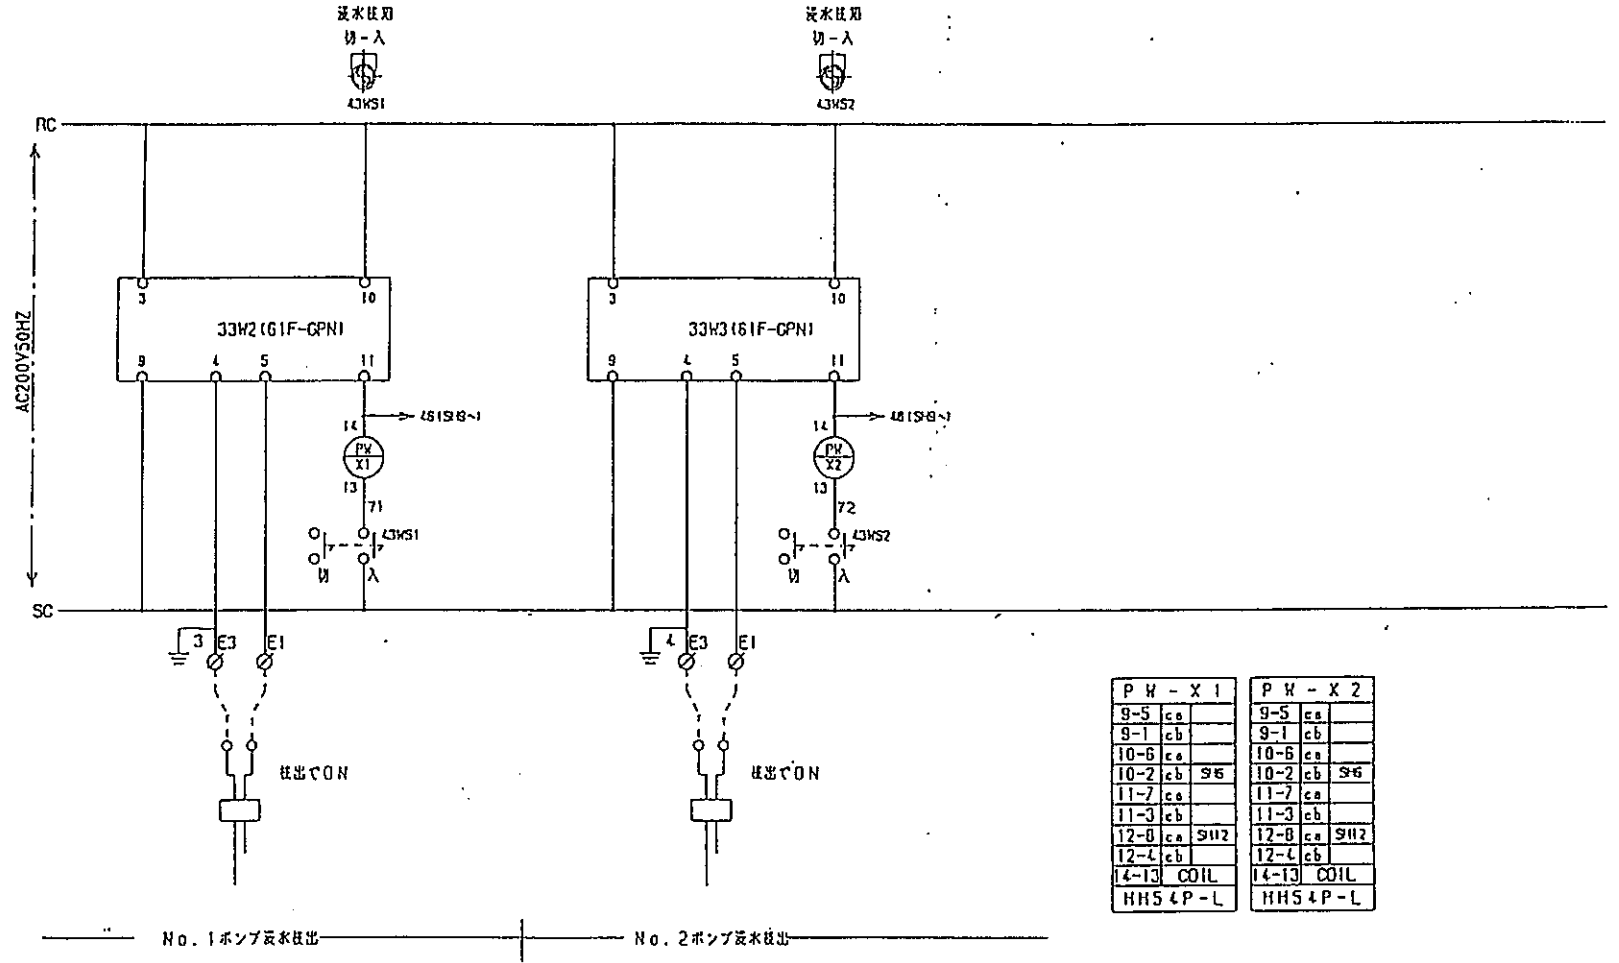 浸水検知
切-入
43WS1
浸水検知
切-入
43WS2
RC
AC200V50HZ
3
10
33W2(61F-GPN)
9
4
5
11
14
PW
X1
13
71
43WS1
切
入
3
10
33W3(61F-GPN)
9
4
5
11
14
PW
X2
13
72
43WS2
切
入
SC
3
E3
E1
検出でON
4
E3
E1
検出でON
PW-X1
9-5 ca
9-1 cb
10-6 ca
10-2 cb SH6
11-7 ca
11-3 cb
12-8 ca SH12
12-4 cb
14-13 COIL
HH54P-L
PW-X2
9-5 ca
9-1 cb
10-6 ca
10-2 cb SH6
11-7 ca
11-3 cb
12-8 ca SH12
12-4 cb
14-13 COIL
HH54P-L
No.1ポンプ浸水検出
No.2ポンプ浸水検出